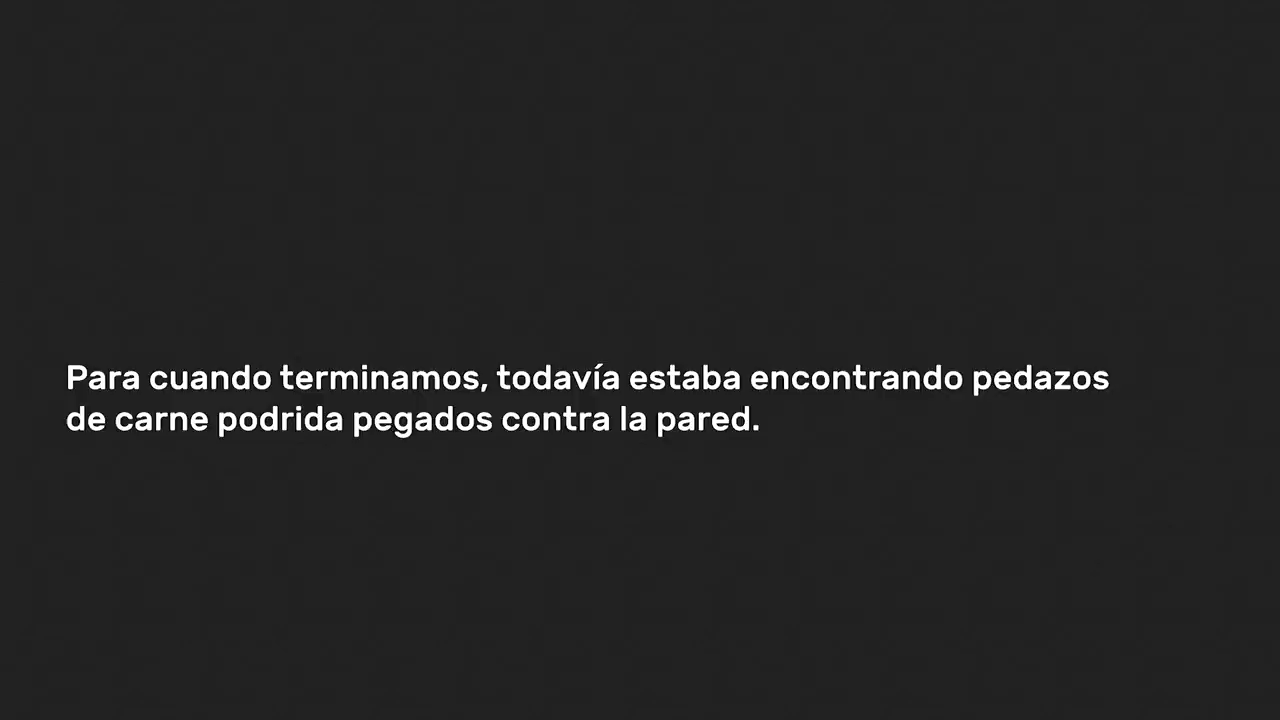 Para cuando terminamos, todavía estaba encontrando pedazos
de carne podrida pegados contra la pared.